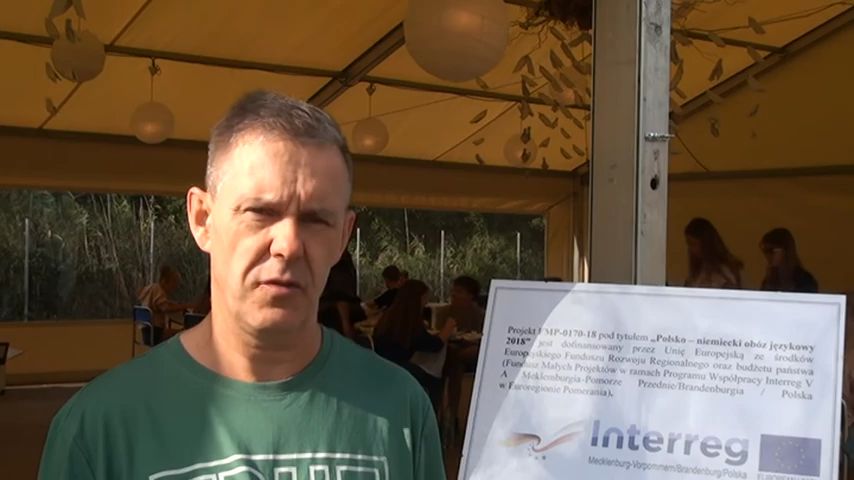 Projekt FMP-0170-18 pod tytułem „Polsko – niemiecki obóz językowy
2018” jest dofinansowany przez Unię Europejską ze środków
Europejskiego Funduszu Rozwoju Regionalnego oraz budżetu państwa
(Fundusz Małych Projektów w ramach Programu Współpracy Interreg V
A Meklemburgia-Pomorze Przednie/Brandenburgia / Polska
w Euroregionie Pomerania).
Interreg
Mecklenburg-Vorpommern/Brandenburg/Polska